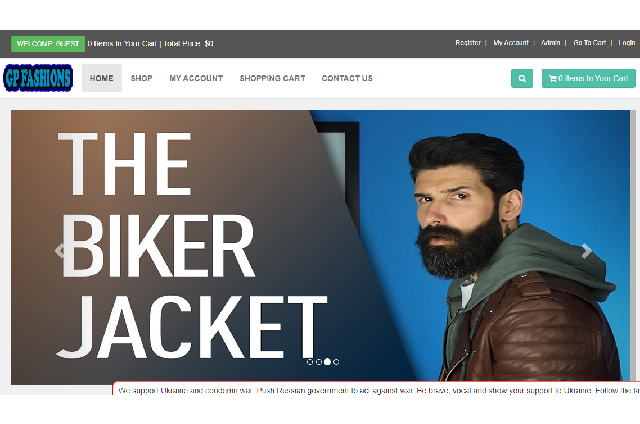 WELCOME: GUEST 0 Items In Your Cart | Total Price: $0
Register | My Account | Admin | Go To Cart | Login
GP FASHIONS HOME SHOP MY ACCOUNT SHOPPING CART CONTACT US
0 Items In Your Cart
THE
BIKER
JACKET
We support Ukraine and condemn war. Push Russian government to act against war. Be brave, vocal and show your support to Ukraine. Follow the